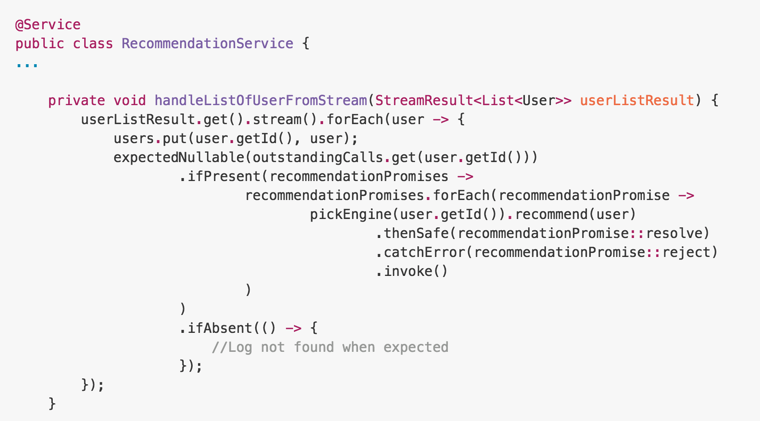 @Service
public class RecommendationService {
...
    private void handleListOfUserFromStream(StreamResult<List<User>> userListResult) {
        userListResult.get().stream().forEach(user -> {
            users.put(user.getId(), user);
            expectedNullable(outstandingCalls.get(user.getId()))
                    .ifPresent(recommendationPromises ->
                            recommendationPromises.forEach(recommendationPromise ->
                                    pickEngine(user.getId()).recommend(user)
                                            .thenSafe(recommendationPromise::resolve)
                                            .catchError(recommendationPromise::reject)
                                            .invoke()
                            )
                    )
                    .ifAbsent(() -> {
                        //Log not found when expected
                    });
        });
    }